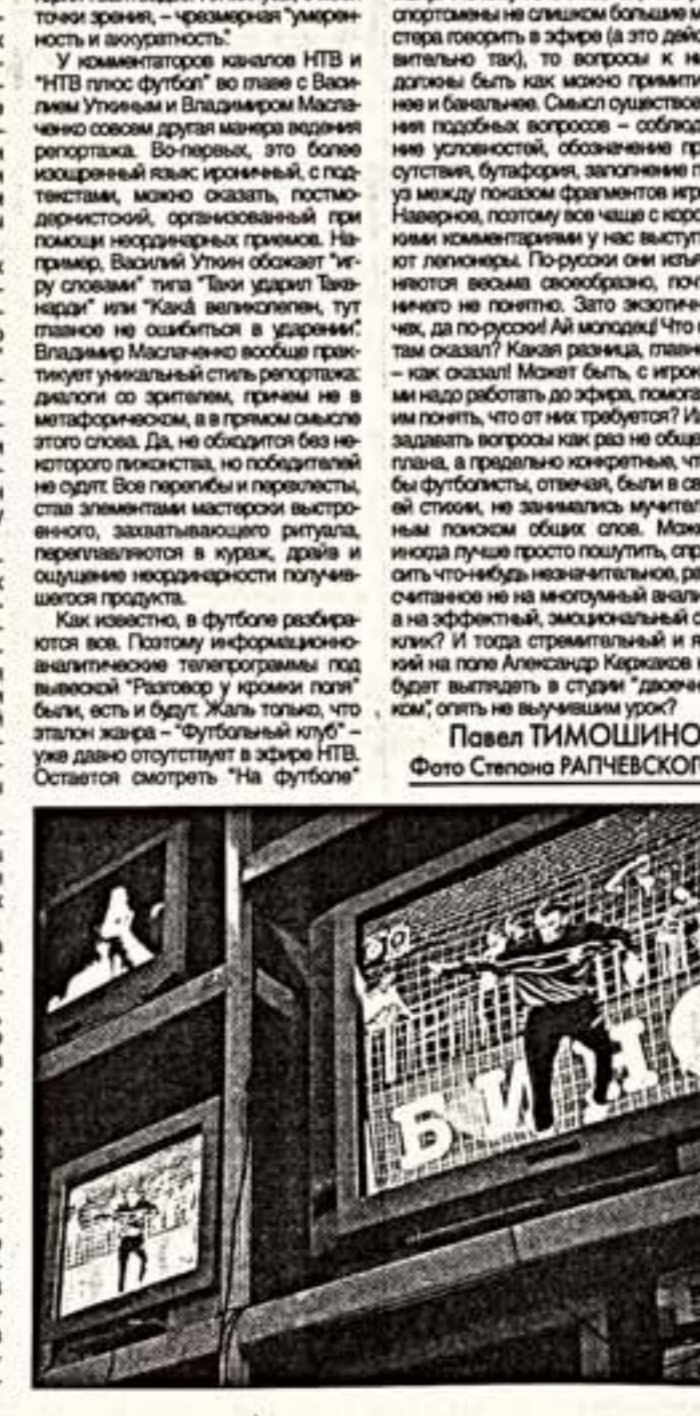 точки зрения, – чрезмерная "умерен-
ность и аккуратность".
У комментаторов каналов НТВ и
"НТВ плюс футбол" во главе с Васи-
лием Уткиным и Владимиром Масла-
ченко совсем другая манера ведения
репортажа. Во-первых, это более
изощренный язык: ироничный, с под-
текстами, можно сказать, постмо-
дернистский, организованный при
помощи неординарных приемов. На-
пример, Василий Уткин обожает "иг-
ру словами" типа "Таки ударил Така-
нарди" или "Какá великолепен, тут
главное не ошибиться в ударении".
Владимир Маслаченко вообще прак-
тикует уникальный стиль репортажа:
диалоги со зрителем, причем не в
метафорическом, а в прямом смысле
этого слова. Да, не обходится без не-
которого пижонства, но победителей
не судят. Все перегибы и перехлесты,
став элементами мастерски выстро-
енного, захватывающего ритуала,
переплавляются в кураж, драйв и
ощущение неординарности получив-
шегося продукта.
Как известно, в футболе разбира-
ются все. Поэтому информационно-
аналитические телепрограммы под
вывеской "Разговор у кромки поля"
были, есть и будут. Жаль только, что
эталон жанра – "Футбольный клуб" –
уже давно отсутствует в эфире НТВ.
Остается смотреть "На футболе"
спортсмены не слишком большие
стера говорить в эфире (а это дейс
вительно так), то вопросы к
должны быть как можно примити
нее и банальнее. Смысл существо
ния подобных вопросов – соблю
ние условностей, обозначение пр
сутствия, бутафория, заполнение п
уз между показом фрагментов игр
Наверное, поэтому все чаще с кор
кими комментариями у нас выступ
ют легионеры. По-русски они изъя
няются весьма своеобразно, поч
ничего не понятно. Зато экзотич
чек, да по-русски! Ай молодец! Что
там сказал? Какая разница, главн
– как сказал! Может быть, с игрок
ми надо работать до эфира, помога
им понять, что от них требуется? И
задавать вопросы как раз не обще
плана, а предельно конкретные, чт
бы футболисты, отвечая, были в св
ей стихии, не занимались мучител
ным поиском общих слов. Може
иногда лучше просто пошутить, спр
сить что-нибудь незначительное, ра
считанное не на многоумный анали
а на эффектный, эмоциональный о
клик? И тогда стремительный и я
кий на поле Александр Кержаков
будет выглядеть в студии "двоечн
ком", опять не выучившим урок?
Павел ТИМОШИНО
Фото Степана РАПЧЕВСКОГ
БИ